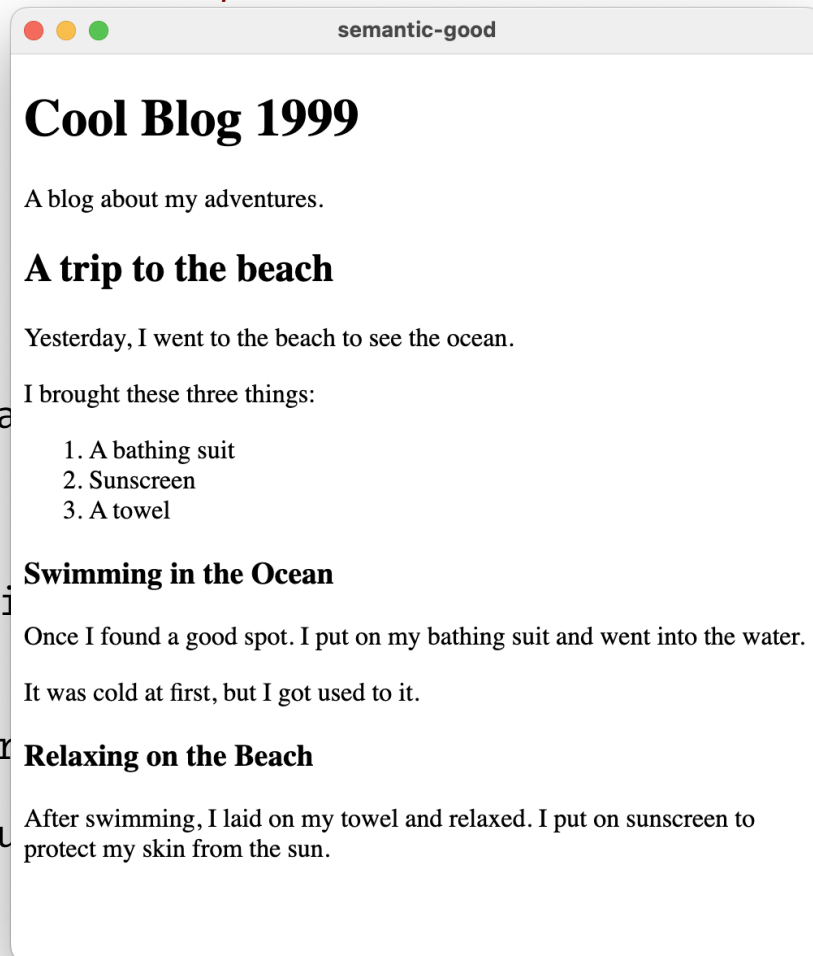 semantic-good
Cool Blog 1999
A blog about my adventures.
A trip to the beach
Yesterday, I went to the beach to see the ocean.
I brought these three things:
1. A bathing suit
2. Sunscreen
3. A towel
Swimming in the Ocean
Once I found a good spot. I put on my bathing suit and went into the water.
It was cold at first, but I got used to it.
Relaxing on the Beach
After swimming, I laid on my towel and relaxed. I put on sunscreen to
protect my skin from the sun.